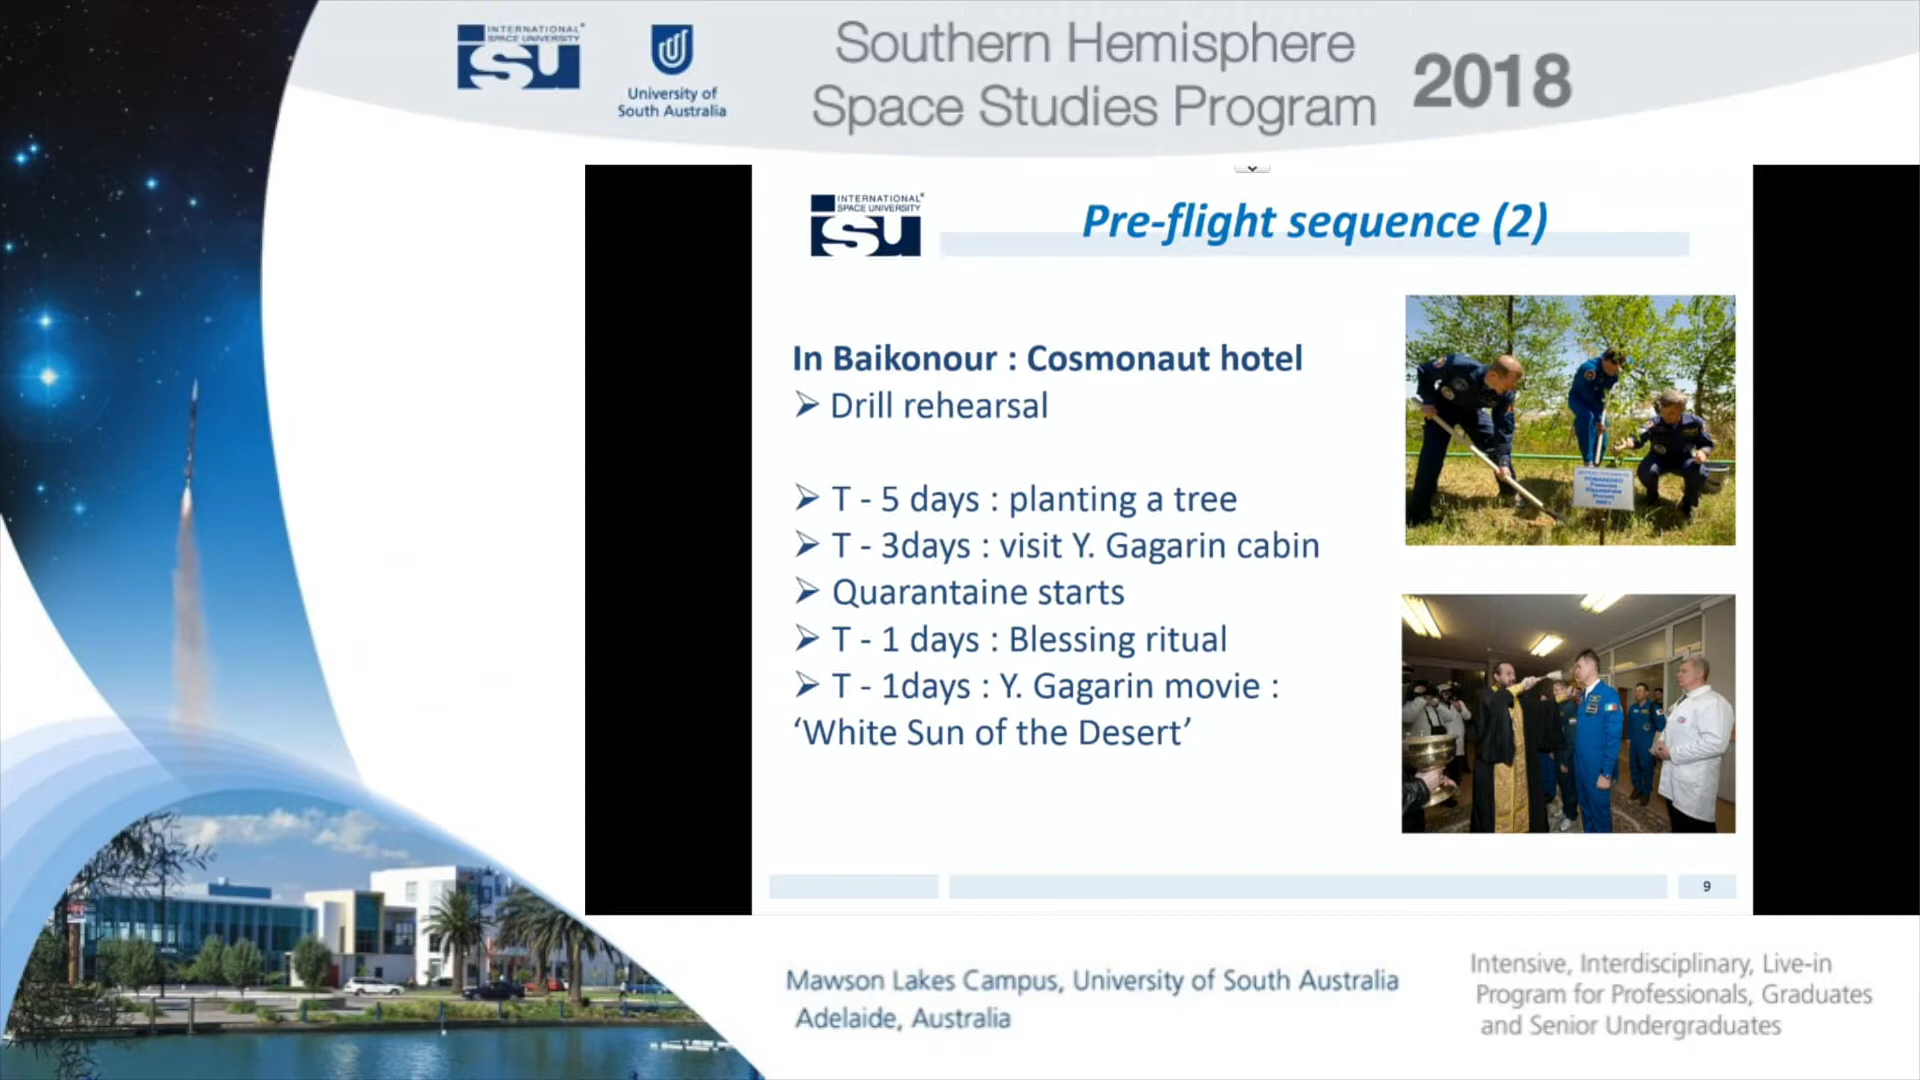 INTERNATIONAL
SPACE UNIVERSITY
ISU
University of
South Australia
Southern Hemisphere
Space Studies Program
2018
INTERNATIONAL
SPACE UNIVERSITY
ISU
Pre-flight sequence (2)
In Baikonour : Cosmonaut hotel
➢ Drill rehearsal
➢ T - 5 days : planting a tree
➢ T - 3days : visit Y. Gagarin cabin
➢ Quarantaine starts
➢ T - 1 days : Blessing ritual
➢ T - 1days : Y. Gagarin movie :
‘White Sun of the Desert’
9
Mawson Lakes Campus, University of South Australia
Adelaide, Australia
Intensive, Interdisciplinary, Live-in
Program for Professionals, Graduates
and Senior Undergraduates